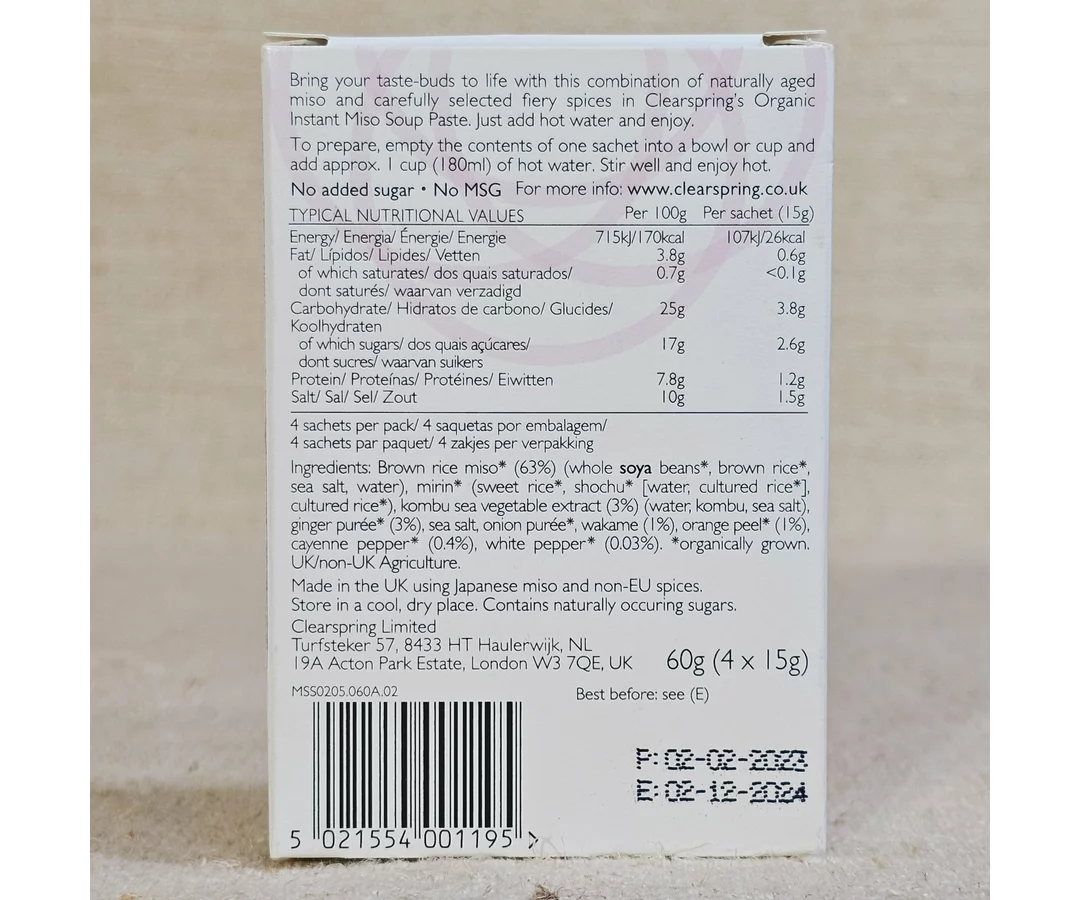 Bring your taste-buds to life with this combination of naturally aged
miso and carefully selected fiery spices in Clearspring's Organic
Instant Miso Soup Paste. Just add hot water and enjoy.
To prepare, empty the contents of one sachet into a bowl or cup and
add approx. 1 cup (180ml) of hot water. Stir well and enjoy hot.
No added sugar • No MSG For more info: www.clearspring.co.uk
TYPICAL NUTRITIONAL VALUES Per 100g Per sachet (15g)
Energy/ Energia/ Énergie/ Energie 715kJ/170kcal 107kJ/26kcal
Fat/ Lípidos/ Lipides/ Vetten 3.8g 0.6g
of which saturates/ dos quais saturados/ 0.7g <0.1g
dont saturés/ waarvan verzadigd
Carbohydrate/ Hidratos de carbono/ Glucides/ 25g 3.8g
Koolhydraten
of which sugars/ dos quais açúcares/ 17g 2.6g
dont sucres/ waarvan suikers
Protein/ Proteínas/ Protéines/ Eiwitten 7.8g 1.2g
Salt/ Sal/ Sel/ Zout 10g 1.5g
4 sachets per pack/ 4 saquetas por embalagem/
4 sachets par paquet/ 4 zakjes per verpakking
Ingredients: Brown rice miso* (63%) (whole soya beans*, brown rice*,
sea salt, water), mirin* (sweet rice*, shochu* [water, cultured rice*],
cultured rice*), kombu sea vegetable extract (3%) (water, kombu, sea salt),
ginger purée* (3%), sea salt, onion purée*, wakame (1%), orange peel* (1%),
cayenne pepper* (0.4%), white pepper* (0.03%). *organically grown.
UK/non-UK Agriculture.
Made in the UK using Japanese miso and non-EU spices.
Store in a cool, dry place. Contains naturally occuring sugars.
Clearspring Limited
Turfsteker 57, 8433 HT Haulerwijk, NL
19A Acton Park Estate, London W3 7QE, UK 60g (4 x 15g)
MSS0205.060A.02 Best before: see (E)
P: 02-02-2023
E: 02-12-2024
5 021554 001195 >